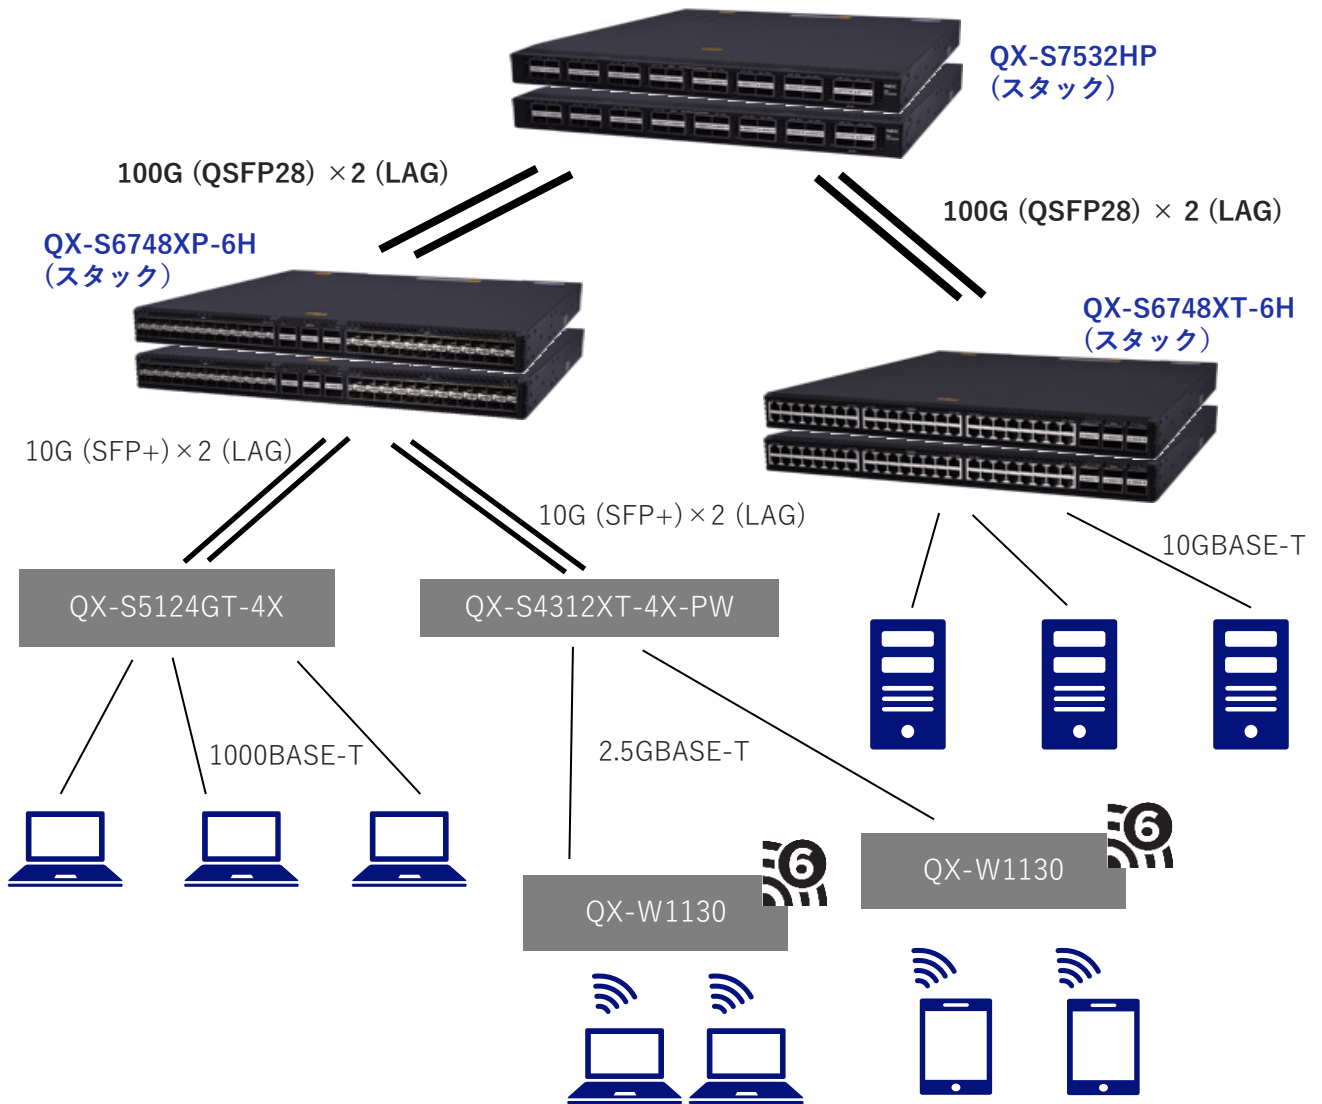 QX-S7532HP
(スタック)
100G (QSFP28) ×2 (LAG)
100G (QSFP28) × 2 (LAG)
QX-S6748XP-6H
(スタック)
QX-S6748XT-6H
(スタック)
10G (SFP+)×2 (LAG)
10G (SFP+)×2 (LAG)
10GBASE-T
QX-S5124GT-4X
QX-S4312XT-4X-PW
1000BASE-T
2.5GBASE-T
6
QX-W1130
6
QX-W1130